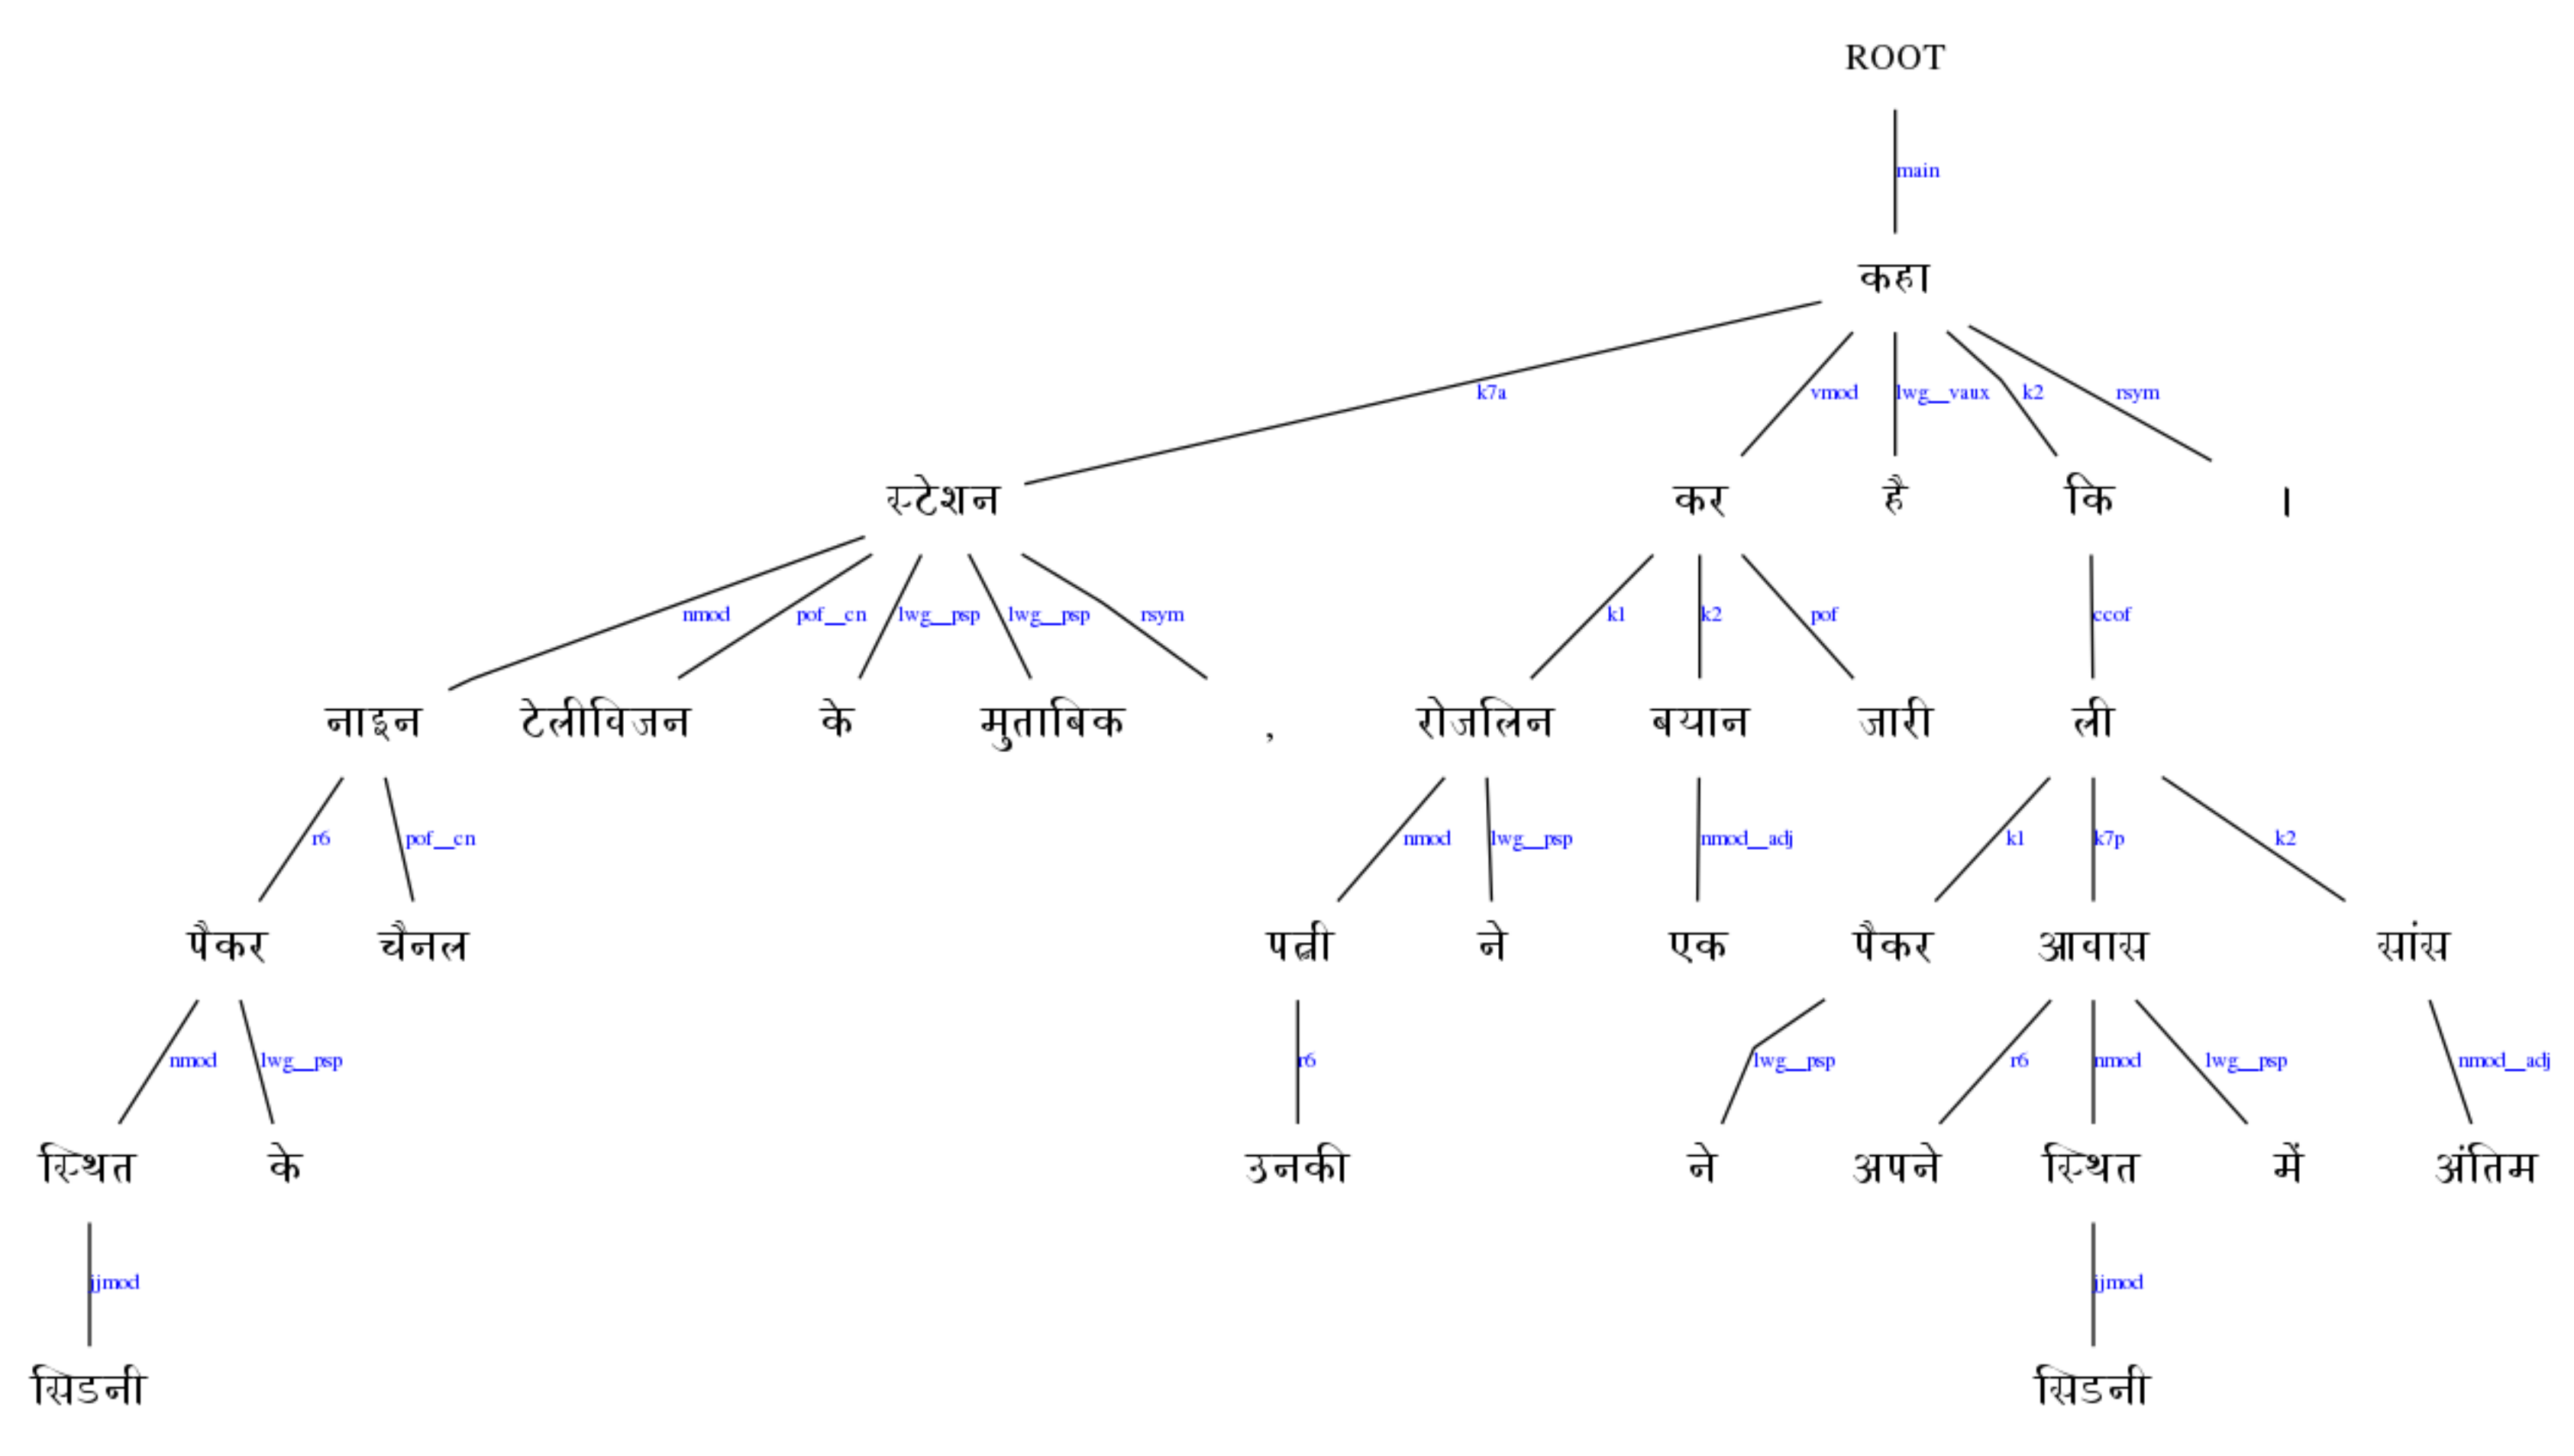 ROOT
main
कहा
k7a vmod lwg__vaux k2 rsym
स्टेशन कर है कि ।
nmod pof__cn lwg__psp lwg__psp rsym k1 k2 pof ccof
नाइन टेलीविजन के मुताबिक , रोजलिन बयान जारी ली
r6 pof__cn nmod lwg__psp nmod__adj k1 k7p k2
पैकर चैनल पत्नी ने एक पैकर आवास सांस
nmod lwg__psp r6 lwg__psp r6 nmod lwg__psp nmod__adj
स्थित के उनकी ने अपने स्थित में अंतिम
jjmod jjmod
सिडनी सिडनी